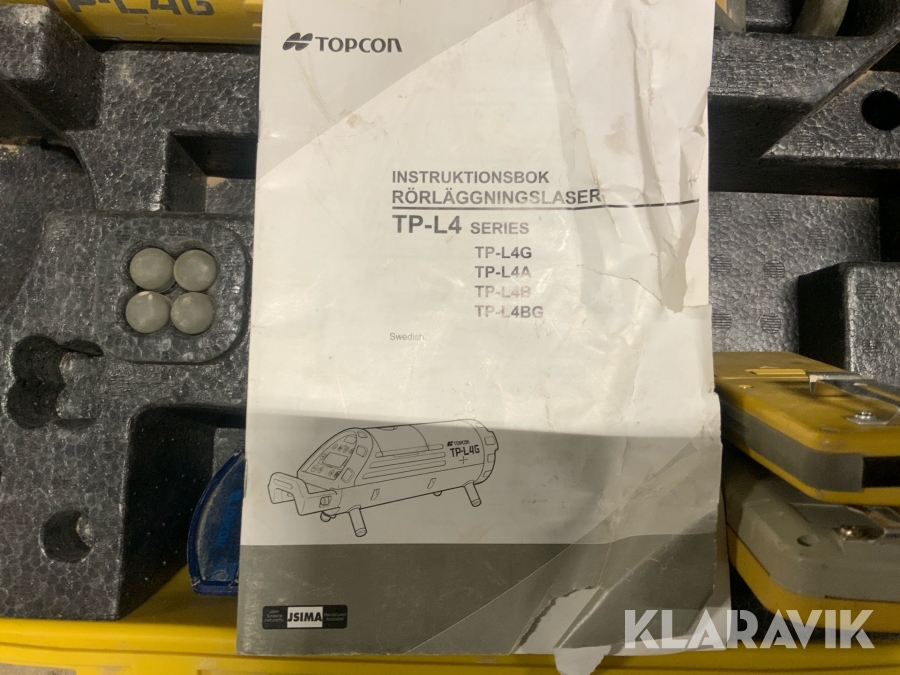 TP-L4G
TOPCON
INSTRUKTIONSBOK
RÖRLÄGGNINGSLASER
TP-L4 SERIES
TP-L4G
TP-L4A
TP-L4B
TP-L4BG
Swedish
TOPCON
TP-L4G
JSIMA
KLARAVIK